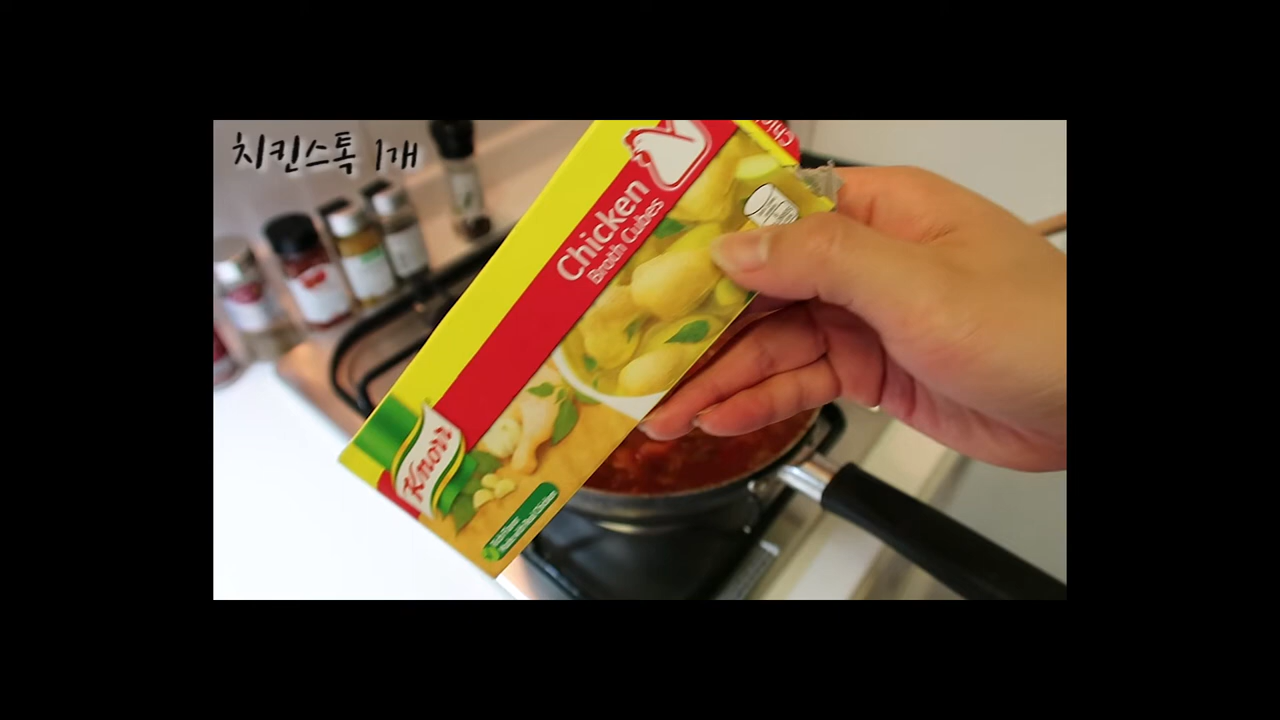 치킨스톡 1개
Chicken
Broth Cubes
Knorr